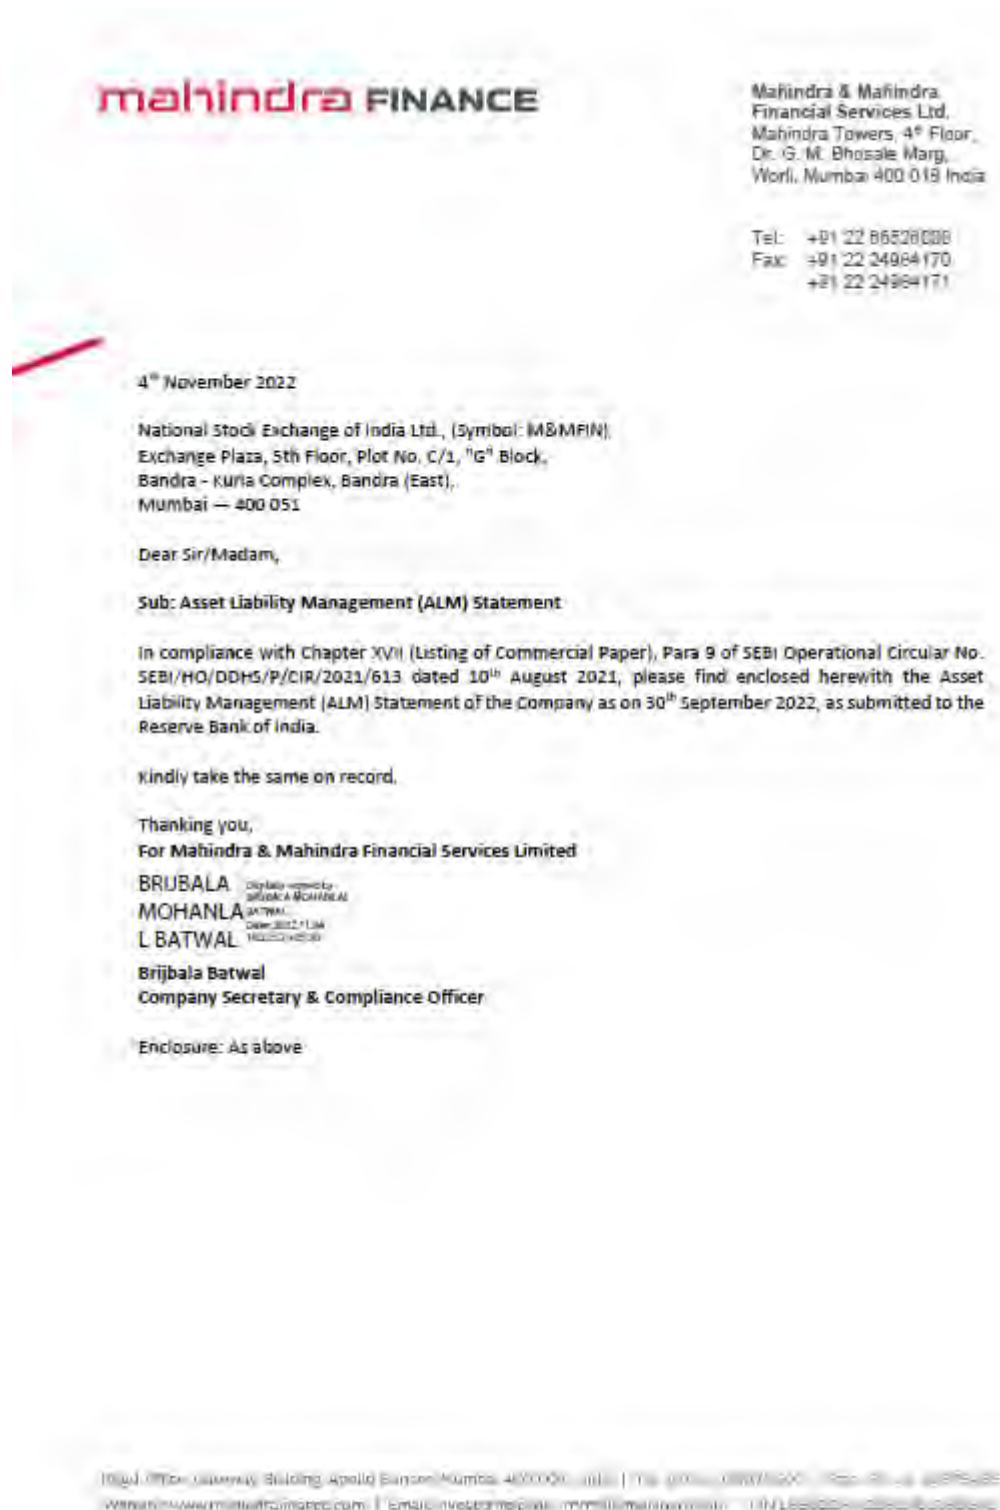 mahindra FINANCE
Mahindra & Mahindra
Financial Services Ltd.
Mahindra Towers, 4th Floor,
Dr. G. M. Bhosale Marg,
Worli, Mumbai 400 018 India
Tel: +91 22
Fax: +91 22 24984170
+91 22 24984171
4th November 2022
National Stock Exchange of India Ltd., (Symbol: M&MFIN)
Exchange Plaza, 5th Floor, Plot No. C/1, "G" Block,
Bandra - Kurla Complex, Bandra (East),
Mumbai — 400 051
Dear Sir/Madam,
Sub: Asset Liability Management (ALM) Statement
In compliance with Chapter XVII (Listing of Commercial Paper), Para 9 of SEBI Operational Circular No.
SEBI/HO/DDHS/P/CIR/2021/613 dated 10th August 2021, please find enclosed herewith the Asset
Liability Management (ALM) Statement of the Company as on 30th September 2022, as submitted to the
Reserve Bank of India.
Kindly take the same on record.
Thanking you,
For Mahindra & Mahindra Financial Services Limited
BRIJBALA
MOHANLA
L BATWAL
Digitally signed by
BRIJBALA MOHANLAL
BATWAL
Brijbala Batwal
Company Secretary & Compliance Officer
Enclosure: As above